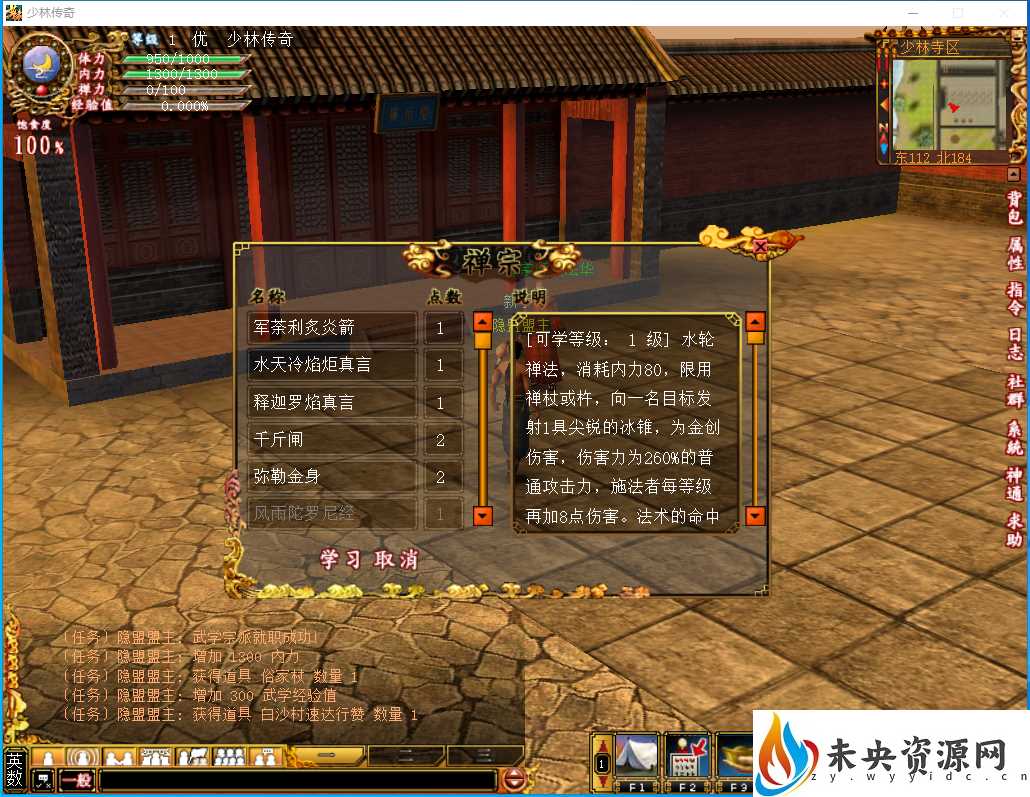 少林传奇
等级 1 优 少林传奇
体力 950/1000
内力 1300/1300
禅力 0/100
经验值 0.000%
饱食度
100%
少林寺区
东112 北184
背包
属性
指令
日志
社群
系统
神通
求助
禅宗
名称 点数 说明
隐盟盟主
军荼利炙炎箭 1
水天冷焰炬真言 1
释迦罗焰真言 1
千斤闸 2
弥勒金身 2
风雨陀罗尼经 1
[可学等级： 1 级] 水轮
禅法，消耗内力80，限用
禅杖或杵，向一名目标发
射1具尖锐的冰锥，为金创
伤害，伤害力为260%的普
通攻击力，施法者每等级
再加8点伤害。法术的命中
学习 取消
〔任务〕隐盟盟主：武学宗派就职成功！
〔任务〕隐盟盟主：增加 1300 内力
〔任务〕隐盟盟主：获得道具 俗家杖 数量 1
〔任务〕隐盟盟主：增加 300 武学经验值
〔任务〕隐盟盟主：获得道具 白沙村速达行赞 数量 1
英数
一 二 三
一般
1
F1 F2 F3
未央资源网
zy.wyyidc.cn